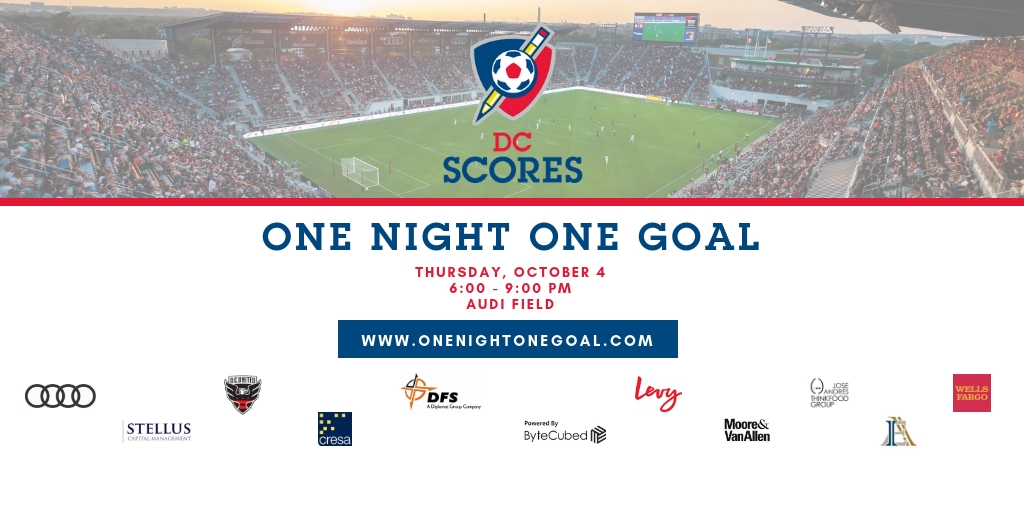 DC
SCORES
ONE NIGHT ONE GOAL
THURSDAY, OCTOBER 4
6:00 - 9:00 PM
AUDI FIELD
WWW.ONENIGHTONEGOAL.COM
D.C. UNITED
DFS
A Diplomat Group Company
Levy
JOSÉ
ANDRÉS
THINKFOOD
GROUP
WELLS
FARGO
STELLUS
CAPITAL MANAGEMENT
cresa
Powered By
ByteCubed
Moore&
VanAllen